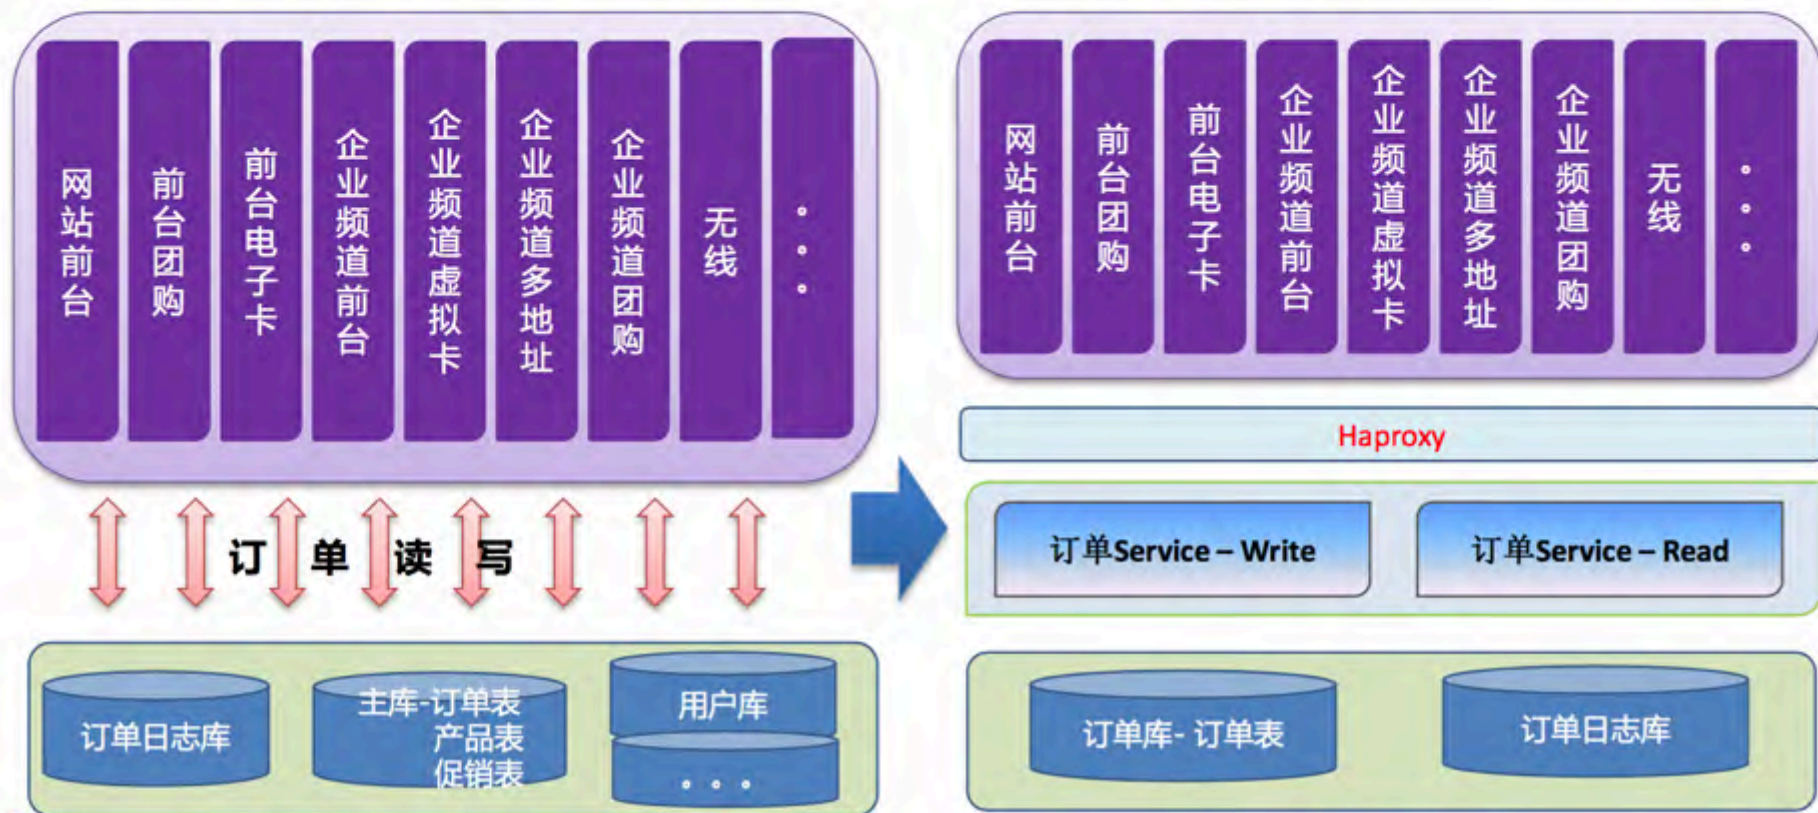 网站前台
前台团购
前台电子卡
企业频道前台
企业频道虚拟卡
企业频道多地址
企业频道团购
无线
。。。
订单读写
订单日志库
主库-订单表
产品表
促销表
用户库
。。。
网站前台
前台团购
前台电子卡
企业频道前台
企业频道虚拟卡
企业频道多地址
企业频道团购
无线
。。。
Haproxy
订单Service – Write
订单Service – Read
订单库- 订单表
订单日志库